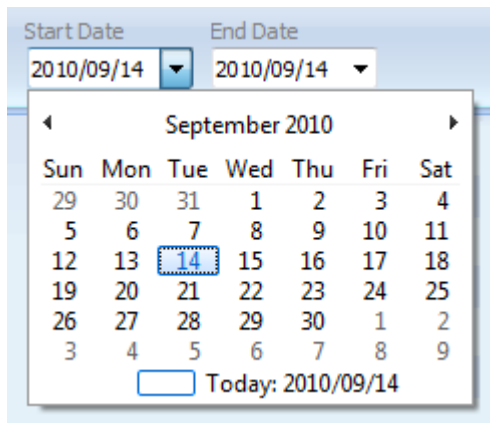 Start Date End Date
2010/09/14 2010/09/14
September 2010
Sun Mon Tue Wed Thu Fri Sat
29 30 31 1 2 3 4
5 6 7 8 9 10 11
12 13 14 15 16 17 18
19 20 21 22 23 24 25
26 27 28 29 30 1 2
3 4 5 6 7 8 9
Today: 2010/09/14